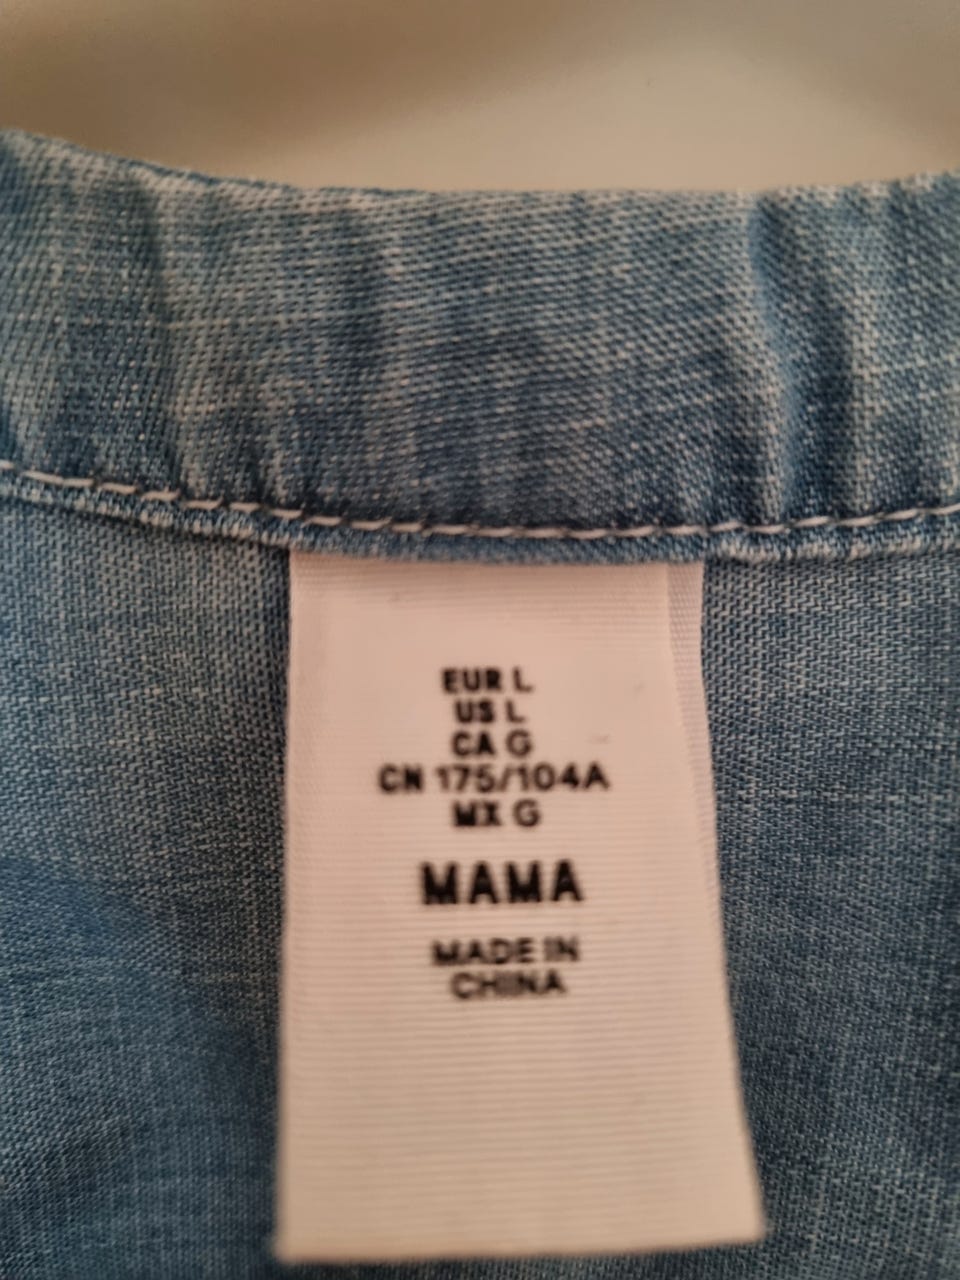 EUR L
US L
CA G
CN 175/104A
MX G
MAMA
MADE IN
CHINA